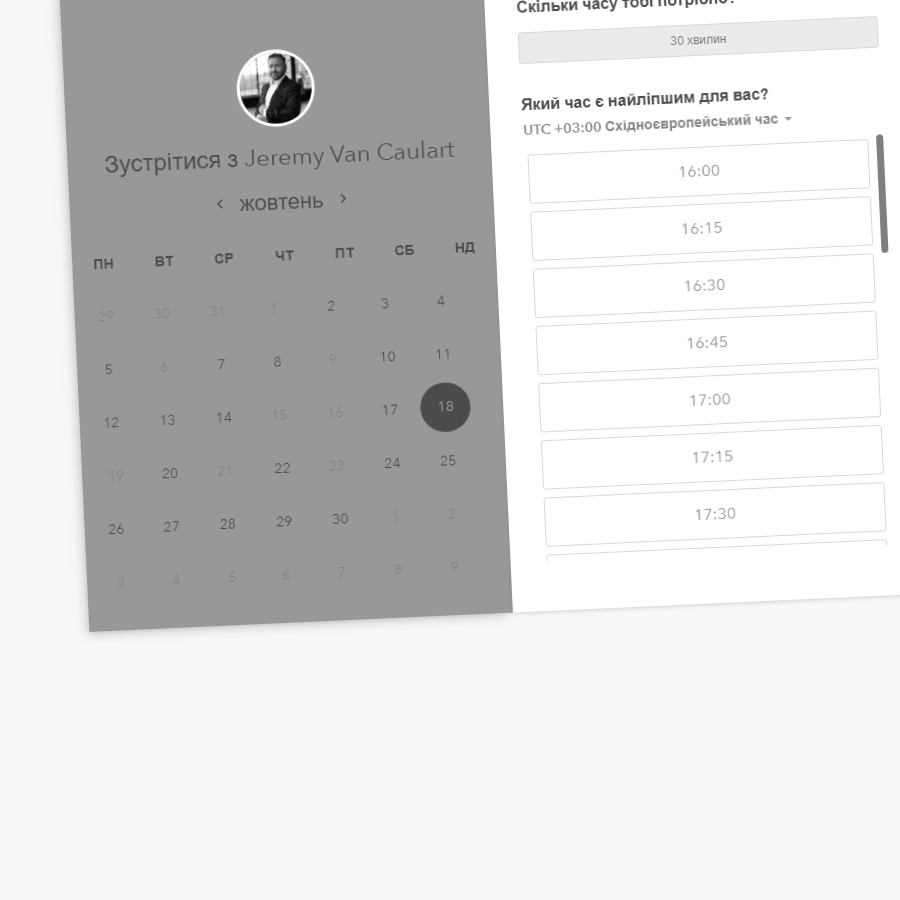 Зустрітися з Jeremy Van Caulart
‹ жовтень ›
ПН ВТ СР ЧТ ПТ СБ НД
29 30 31 1 2 3 4
5 6 7 8 9 10 11
12 13 14 15 16 17 18
19 20 21 22 23 24 25
26 27 28 29 30 1 2
3 4 5 6 7 8 9
Скільки часу тобі потрібно?
30 хвилин
Який час є найліпшим для вас?
UTC +03:00 Східноєвропейський час
16:00
16:15
16:30
16:45
17:00
17:15
17:30